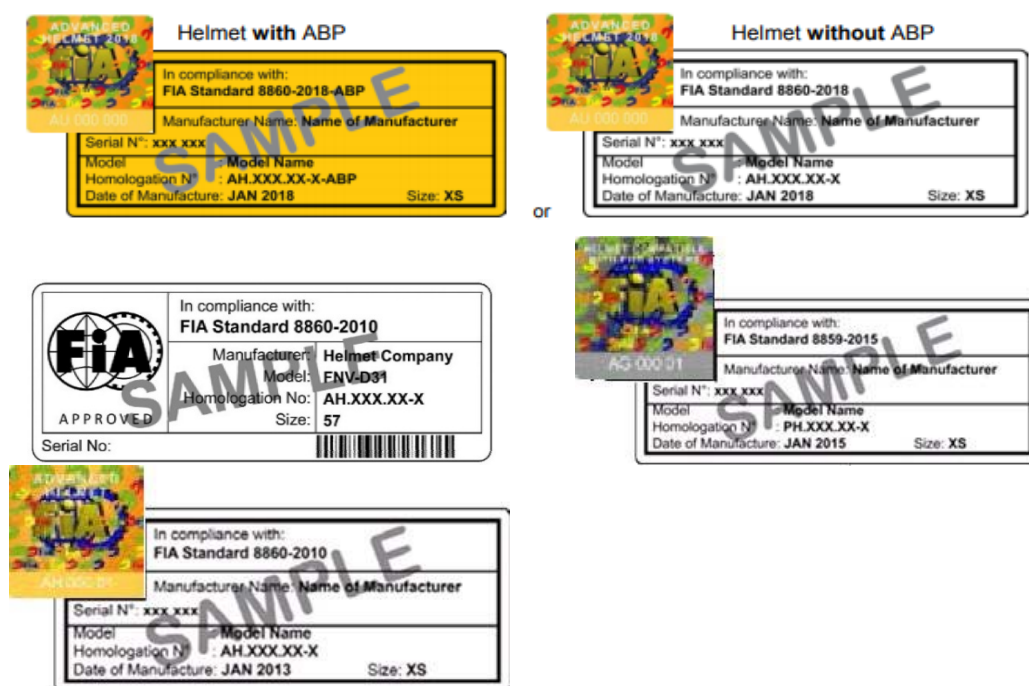 Helmet with ABP
ADVANCED
HELMET 2018
FIA
AU 000 000
In compliance with:
FIA Standard 8860-2018-ABP
Manufacturer Name: Name of Manufacturer
Serial N°: xxx xxx
Model : Model Name
Homologation N° : AH.XXX.XX-X-ABP
Date of Manufacture: JAN 2018 Size: XS
SAMPLE
or
Helmet without ABP
ADVANCED
HELMET 2018
FIA
AU 000 000
In compliance with:
FIA Standard 8860-2018
Manufacturer Name: Name of Manufacturer
Serial N°: xxx xxx
Model : Model Name
Homologation N° : AH.XXX.XX-X
Date of Manufacture: JAN 2018 Size: XS
SAMPLE
FIA
APPROVED
In compliance with:
FIA Standard 8860-2010
Manufacturer: Helmet Company
Model: FNV-D31
Homologation No: AH.XXX.XX-X
Size: 57
Serial No:
SAMPLE
HELMET COMPATIBLE
WITH FHR SYSTEMS
FIA
AG 000 01
In compliance with:
FIA Standard 8859-2015
Manufacturer Name: Name of Manufacturer
Serial N°: xxx xxx
Model : Model Name
Homologation N° : PH.XXX.XX-X
Date of Manufacture: JAN 2015 Size: XS
SAMPLE
ADVANCED
HELMET
FIA
AH 000 01
In compliance with:
FIA Standard 8860-2010
Manufacturer Name: Name of Manufacturer
Serial N°: xxx xxx
Model : Model Name
Homologation N° : AH.XXX.XX-X
Date of Manufacture: JAN 2013 Size: XS
SAMPLE